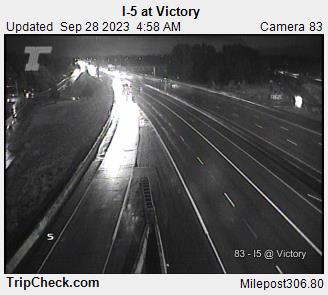 I-5 at Victory
Updated Sep 28 2023 4:58 AM Camera 83
T
S
83 - I5 @ Victory
TripCheck.com Milepost306.80